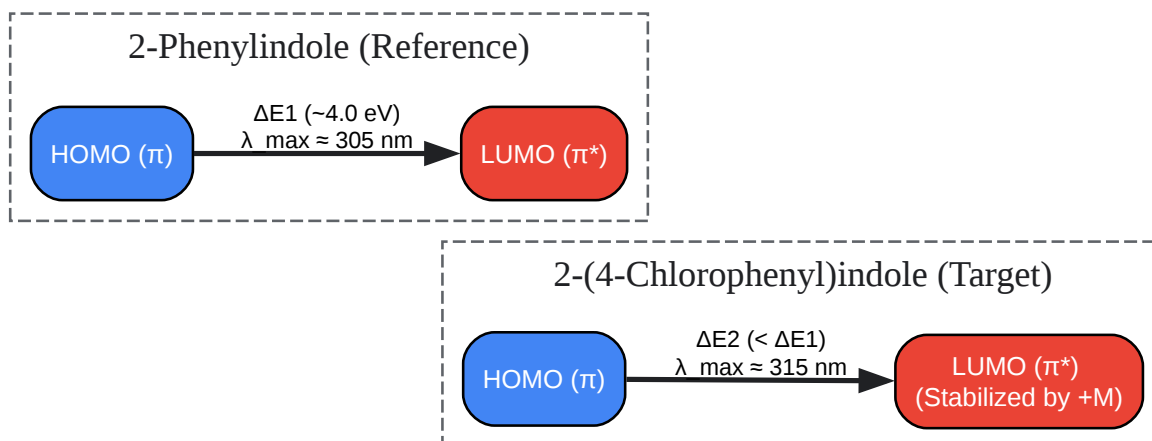 2-Phenylindole (Reference)
HOMO (π)
ΔE1 (~4.0 eV)
λ_max ≈ 305 nm
LUMO (π*)
2-(4-Chlorophenyl)indole (Target)
HOMO (π)
ΔE2 (< ΔE1)
λ_max ≈ 315 nm
LUMO (π*)
(Stabilized by +M)